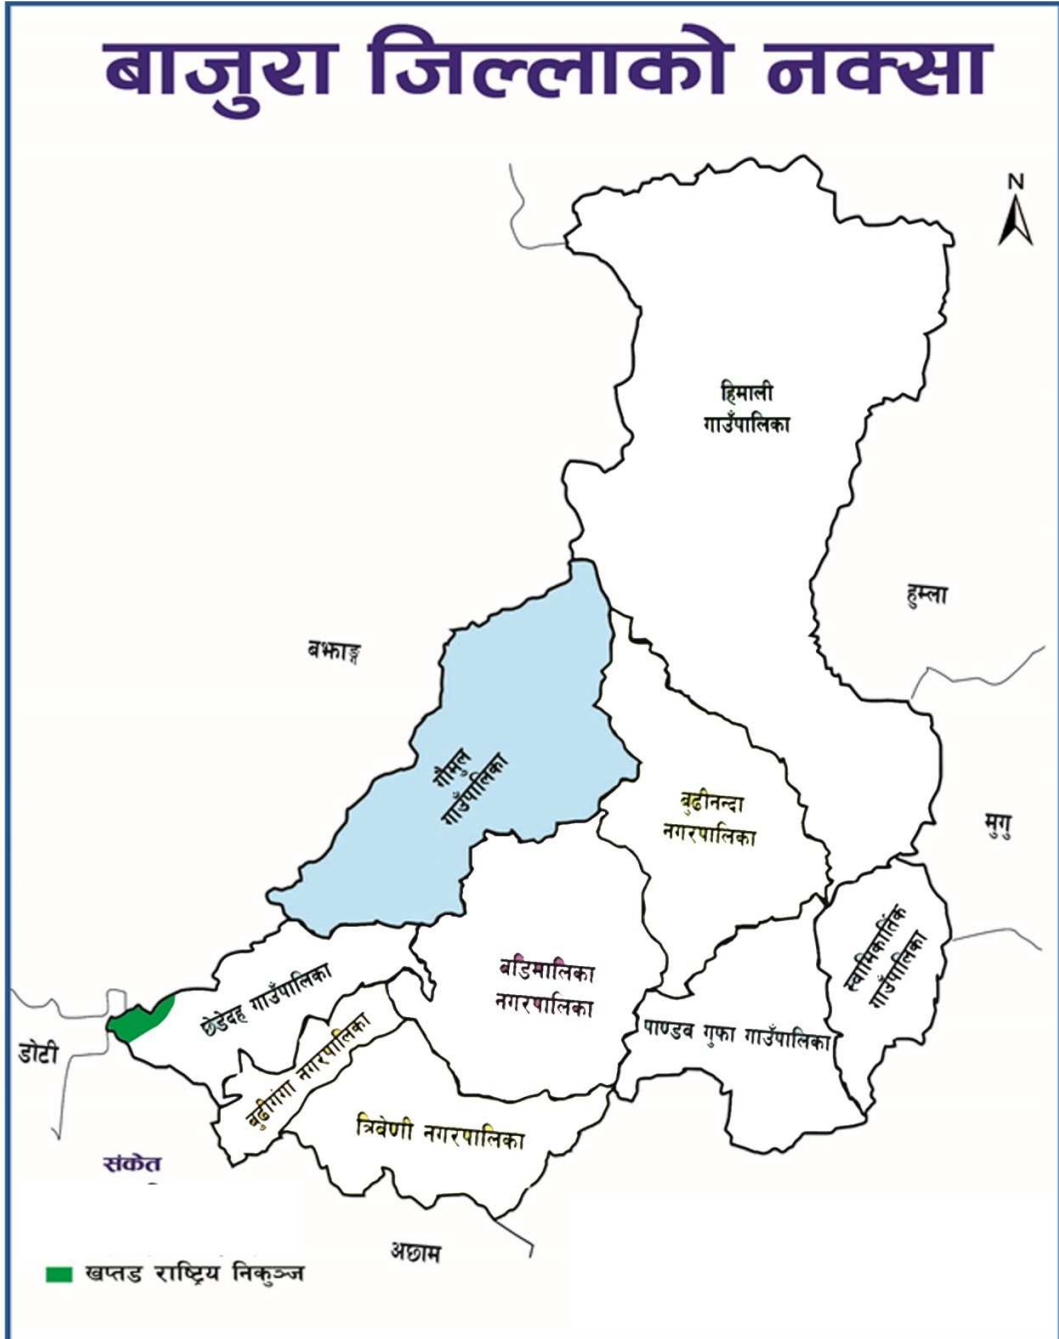 बाजुरा जिल्लाको नक्सा
N
हिमाली
गाउँपालिका
हुम्ला
बझाङ्ग
गौमुल
गाउँपालिका
बुढीनन्दा
नगरपालिका
मुगु
स्वामिकार्तिक
गाउँपालिका
बडिमालिका
नगरपालिका
छेडेदह गाउँपालिका
पाण्डव गुफा गाउँपालिका
डोटी
बुढीगंगा नगरपालिका
त्रिवेणी नगरपालिका
संकेत
अछाम
खप्तड राष्ट्रिय निकुञ्ज